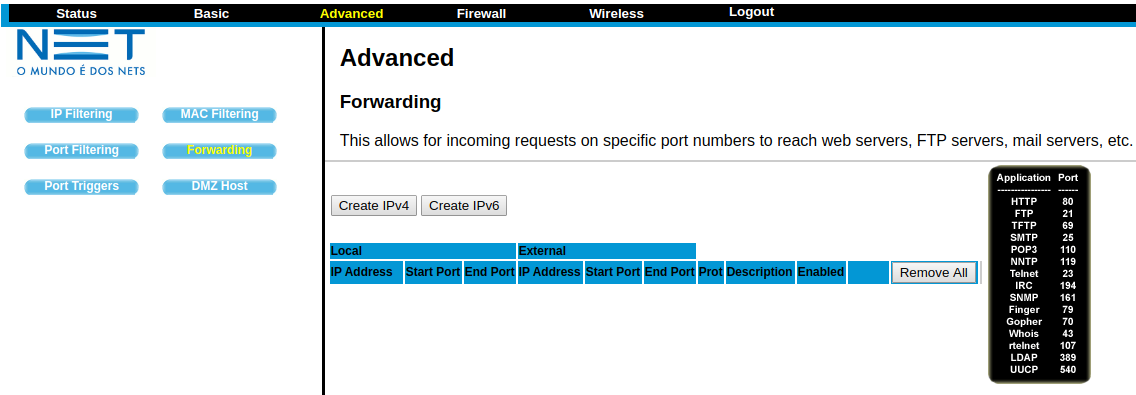 Status Basic Advanced Firewall Wireless Logout
NET
O MUNDO É DOS NETS
IP Filtering MAC Filtering
Port Filtering Forwarding
Port Triggers DMZ Host
Advanced
Forwarding
This allows for incoming requests on specific port numbers to reach web servers, FTP servers, mail servers, etc.
Create IPv4 Create IPv6
Local External
IP Address Start Port End Port IP Address Start Port End Port Prot Description Enabled Remove All
Application Port
---------------- ------
HTTP 80
FTP 21
TFTP 69
SMTP 25
POP3 110
NNTP 119
Telnet 23
IRC 194
SNMP 161
Finger 79
Gopher 70
Whois 43
rtelnet 107
LDAP 389
UUCP 540